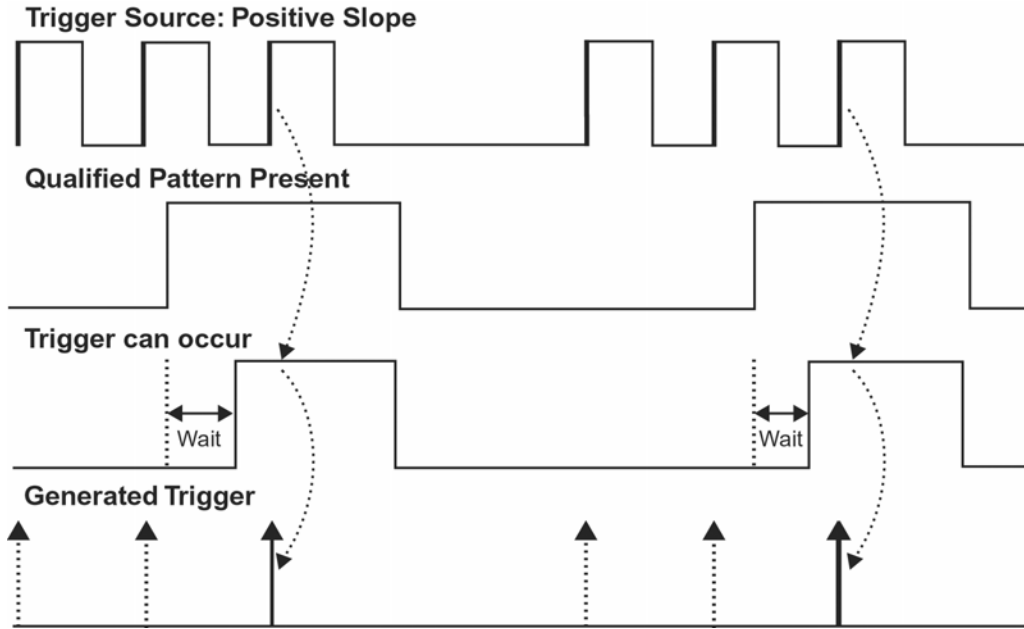 Trigger Source: Positive Slope
Qualified Pattern Present
Trigger can occur
Wait
Wait
Generated Trigger